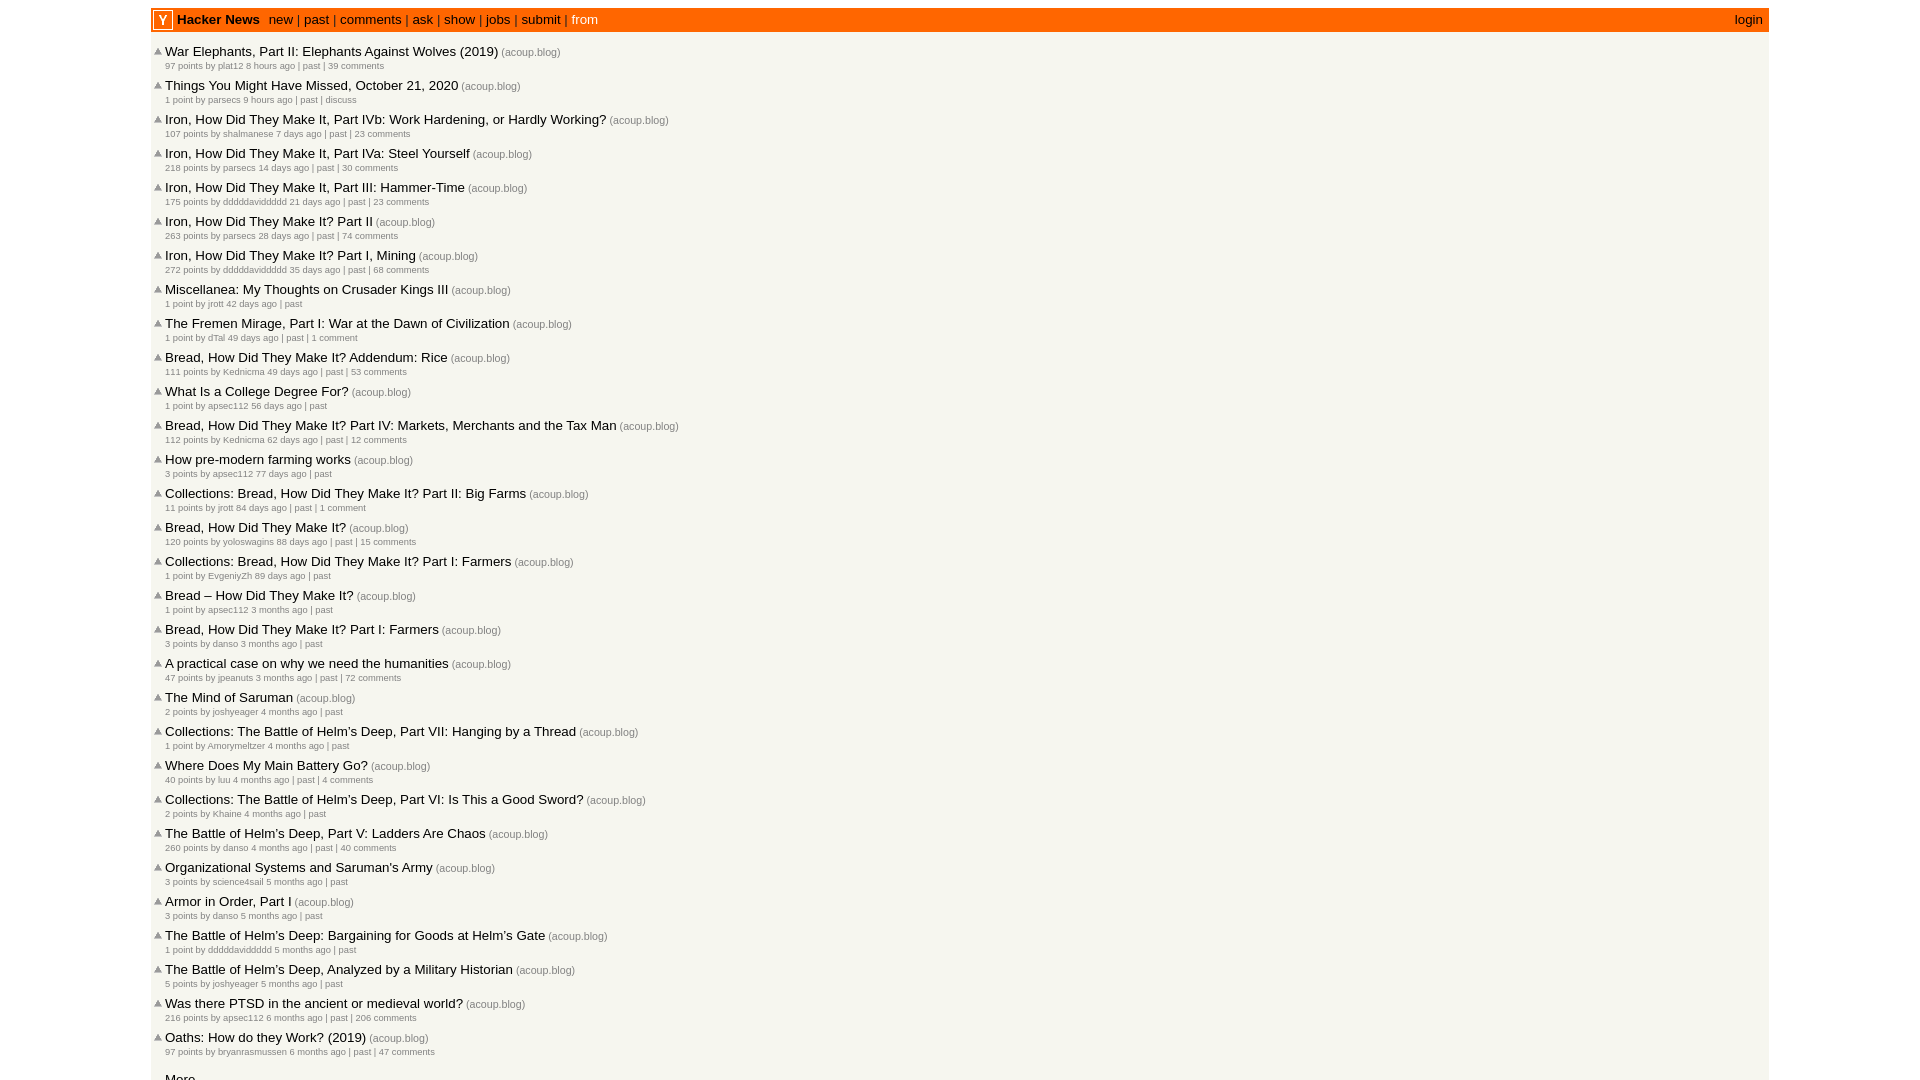 Y Hacker News new | past | comments | ask | show | jobs | submit | from login
War Elephants, Part II: Elephants Against Wolves (2019) (acoup.blog)
97 points by plat12 8 hours ago | past | 39 comments
Things You Might Have Missed, October 21, 2020 (acoup.blog)
1 point by parsecs 9 hours ago | past | discuss
Iron, How Did They Make It, Part IVb: Work Hardening, or Hardly Working? (acoup.blog)
107 points by shalmanese 7 days ago | past | 23 comments
Iron, How Did They Make It, Part IVa: Steel Yourself (acoup.blog)
218 points by parsecs 14 days ago | past | 30 comments
Iron, How Did They Make It, Part III: Hammer-Time (acoup.blog)
175 points by dddddaviddddd 21 days ago | past | 23 comments
Iron, How Did They Make It? Part II (acoup.blog)
263 points by parsecs 28 days ago | past | 74 comments
Iron, How Did They Make It? Part I, Mining (acoup.blog)
272 points by dddddaviddddd 35 days ago | past | 68 comments
Miscellanea: My Thoughts on Crusader Kings III (acoup.blog)
1 point by jrott 42 days ago | past
The Fremen Mirage, Part I: War at the Dawn of Civilization (acoup.blog)
1 point by dTal 49 days ago | past | 1 comment
Bread, How Did They Make It? Addendum: Rice (acoup.blog)
111 points by Kednicma 49 days ago | past | 53 comments
What Is a College Degree For? (acoup.blog)
1 point by apsec112 56 days ago | past
Bread, How Did They Make It? Part IV: Markets, Merchants and the Tax Man (acoup.blog)
112 points by Kednicma 62 days ago | past | 12 comments
How pre-modern farming works (acoup.blog)
3 points by apsec112 77 days ago | past
Collections: Bread, How Did They Make It? Part II: Big Farms (acoup.blog)
11 points by jrott 84 days ago | past | 1 comment
Bread, How Did They Make It? (acoup.blog)
120 points by yoloswagins 88 days ago | past | 15 comments
Collections: Bread, How Did They Make It? Part I: Farmers (acoup.blog)
1 point by EvgeniyZh 89 days ago | past
Bread – How Did They Make It? (acoup.blog)
1 point by apsec112 3 months ago | past
Bread, How Did They Make It? Part I: Farmers (acoup.blog)
3 points by danso 3 months ago | past
A practical case on why we need the humanities (acoup.blog)
47 points by jpeanuts 3 months ago | past | 72 comments
The Mind of Saruman (acoup.blog)
2 points by joshyeager 4 months ago | past
Collections: The Battle of Helm’s Deep, Part VII: Hanging by a Thread (acoup.blog)
1 point by Amorymeltzer 4 months ago | past
Where Does My Main Battery Go? (acoup.blog)
40 points by luu 4 months ago | past | 4 comments
Collections: The Battle of Helm’s Deep, Part VI: Is This a Good Sword? (acoup.blog)
2 points by Khaine 4 months ago | past
The Battle of Helm’s Deep, Part V: Ladders Are Chaos (acoup.blog)
260 points by danso 4 months ago | past | 40 comments
Organizational Systems and Saruman's Army (acoup.blog)
3 points by science4sail 5 months ago | past
Armor in Order, Part I (acoup.blog)
3 points by danso 5 months ago | past
The Battle of Helm’s Deep: Bargaining for Goods at Helm’s Gate (acoup.blog)
1 point by dddddaviddddd 5 months ago | past
The Battle of Helm’s Deep, Analyzed by a Military Historian (acoup.blog)
5 points by joshyeager 5 months ago | past
Was there PTSD in the ancient or medieval world? (acoup.blog)
216 points by apsec112 6 months ago | past | 206 comments
Oaths: How do they Work? (2019) (acoup.blog)
97 points by bryanrasmussen 6 months ago | past | 47 comments
More